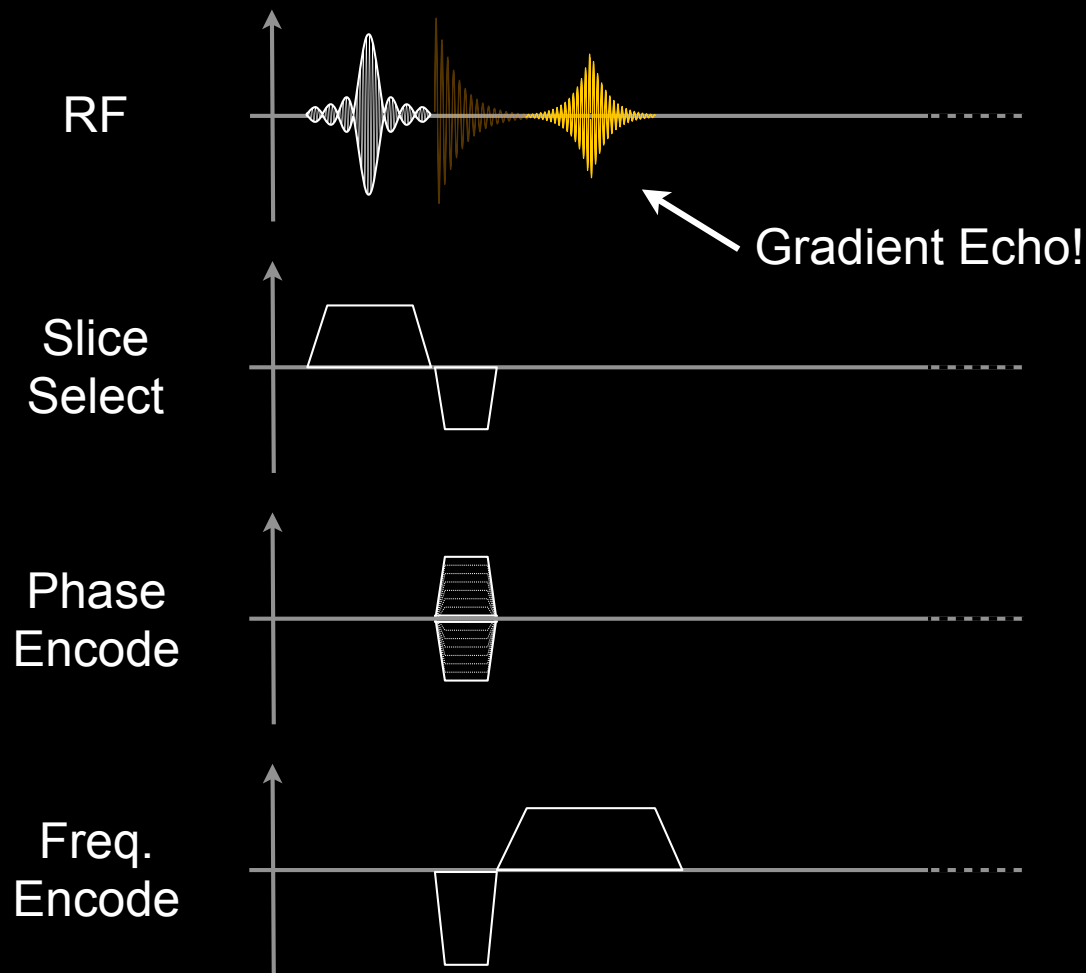 RF
Gradient Echo!
Slice
Select
Phase
Encode
Freq.
Encode